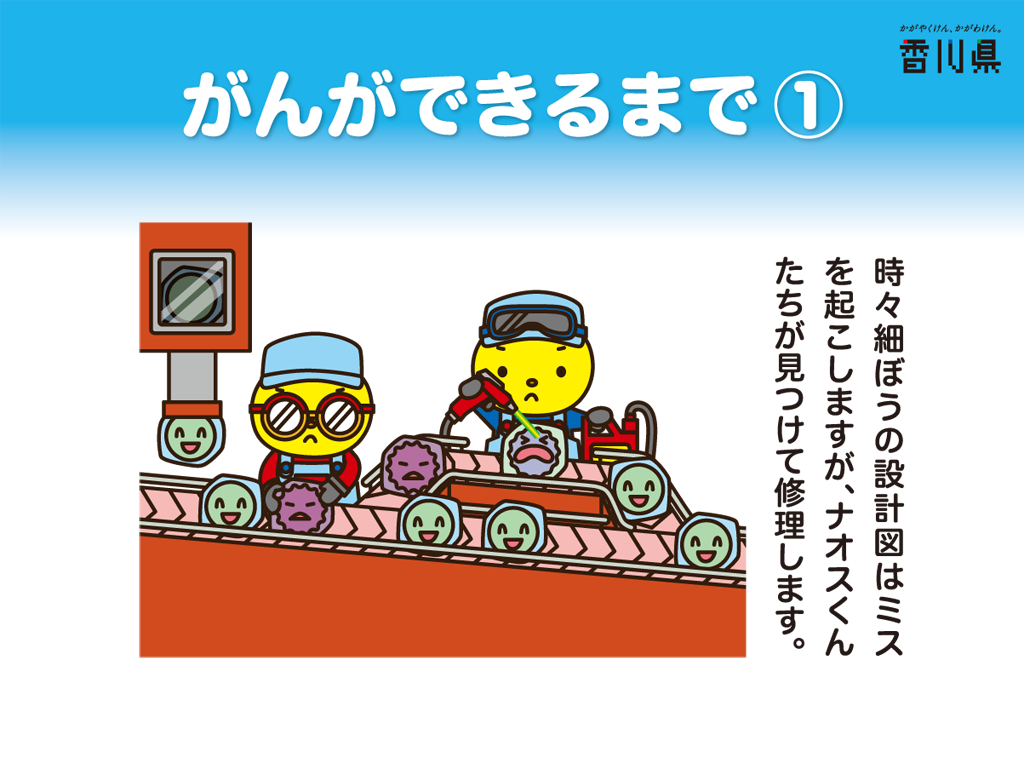 かがやくけん、かがわけん。
香川県
がんができるまで①
時々細ぼうの設計図はミス
を起こしますが、ナオスくん
たちが見つけて修理します。